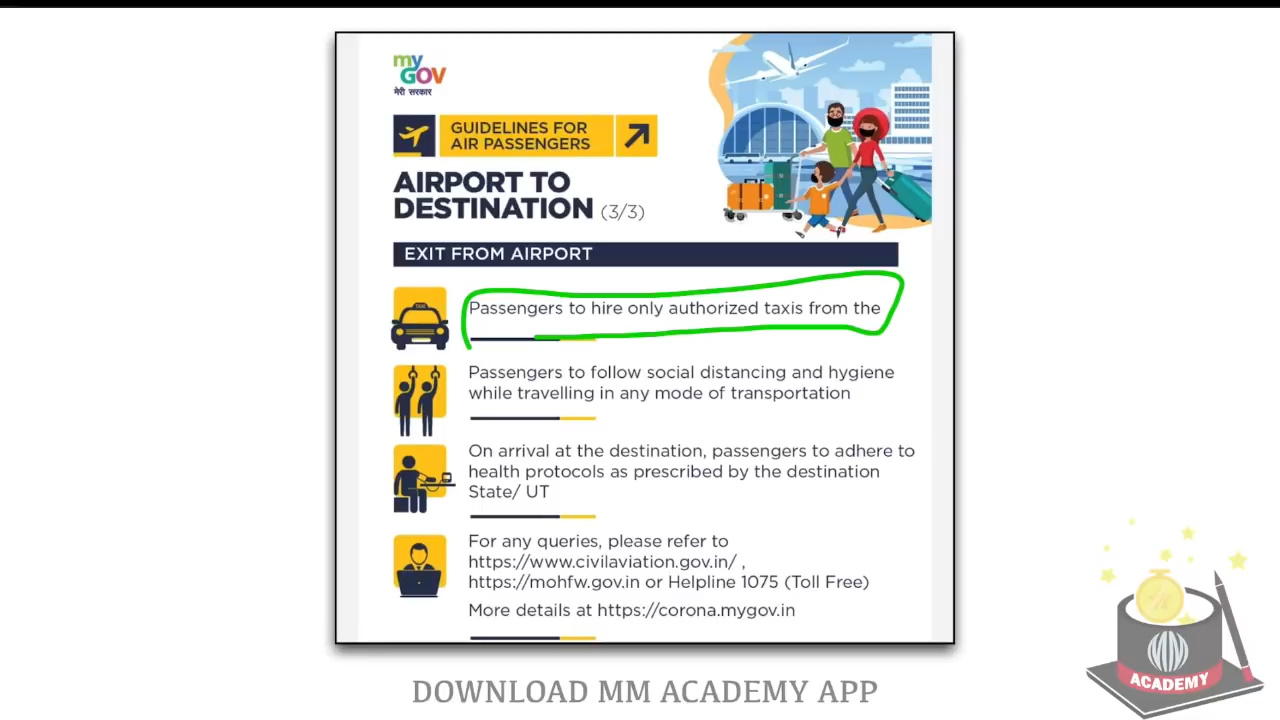 my
GOV
मेरी सरकार
GUIDELINES FOR
AIR PASSENGERS
AIRPORT TO
DESTINATION (3/3)
EXIT FROM AIRPORT
TAXI
Passengers to hire only authorized taxis from the
Passengers to follow social distancing and hygiene
while travelling in any mode of transportation
On arrival at the destination, passengers to adhere to
health protocols as prescribed by the destination
State/ UT
For any queries, please refer to
https://www.civilaviation.gov.in/ ,
https://mohfw.gov.in or Helpline 1075 (Toll Free)
More details at https://corona.mygov.in
MM
ACADEMY
DOWNLOAD MM ACADEMY APP